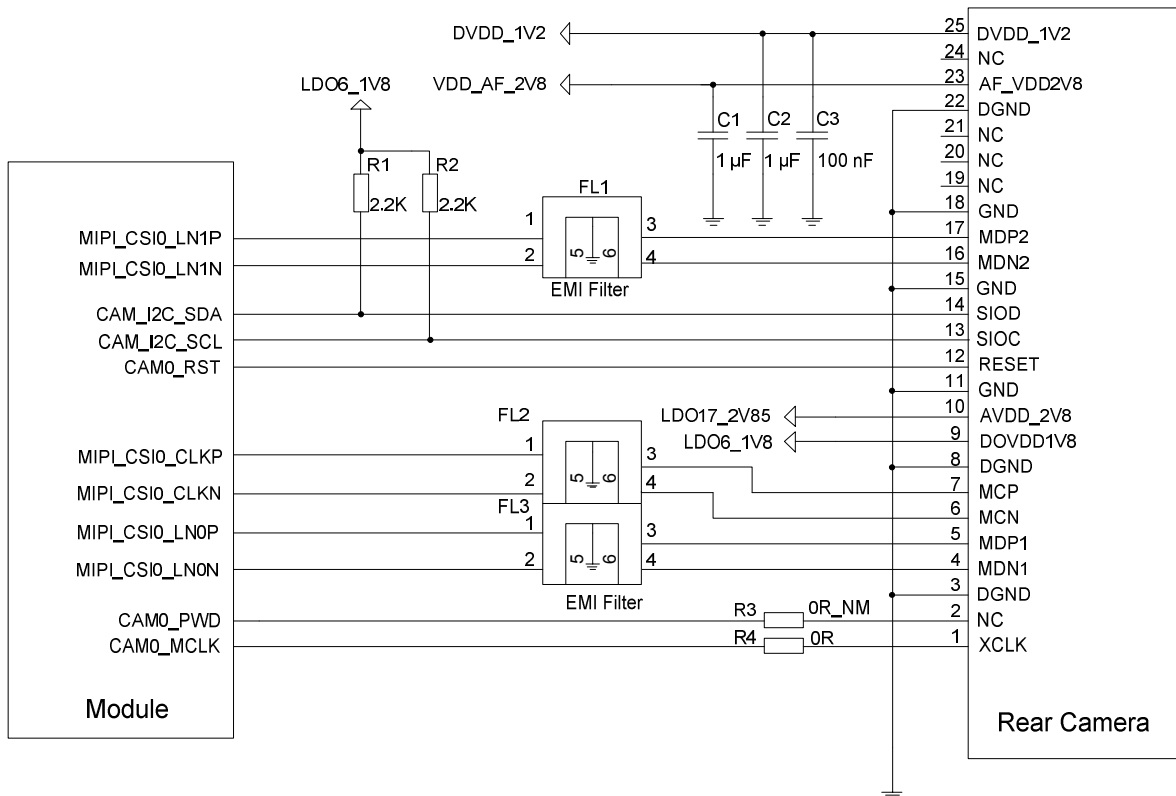 DVDD_1V2
VDD_AF_2V8
LDO6_1V8
R1
2.2K
R2
2.2K
C1
1 µF
C2
1 µF
C3
100 nF
MIPI_CSI0_LN1P
MIPI_CSI0_LN1N
CAM_I2C_SDA
CAM_I2C_SCL
CAM0_RST
MIPI_CSI0_CLKP
MIPI_CSI0_CLKN
MIPI_CSI0_LN0P
MIPI_CSI0_LN0N
CAM0_PWD
CAM0_MCLK
Module
FL1
1
2
3
4
5
6
EMI Filter
FL2
1
2
3
4
5
6
FL3
1
2
3
4
5
6
EMI Filter
LDO17_2V85
LDO6_1V8
R3
0R_NM
R4
0R
25 DVDD_1V2
24 NC
23 AF_VDD2V8
22 DGND
21 NC
20 NC
19 NC
18 GND
17 MDP2
16 MDN2
15 GND
14 SIOD
13 SIOC
12 RESET
11 GND
10 AVDD_2V8
9 DOVDD1V8
8 DGND
7 MCP
6 MCN
5 MDP1
4 MDN1
3 DGND
2 NC
1 XCLK
Rear Camera